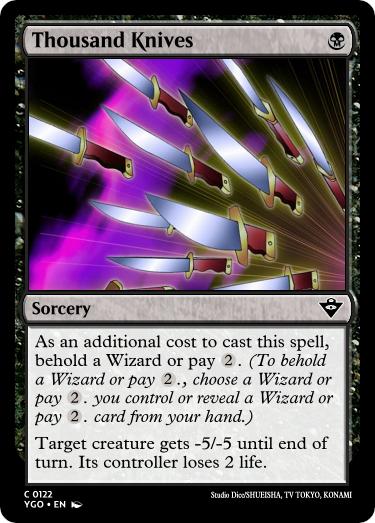 Thousand Knives
Sorcery
As an additional cost to cast this spell,
behold a Wizard or pay 2. (To behold
a Wizard or pay 2., choose a Wizard or
pay 2. you control or reveal a Wizard or
pay 2. card from your hand.)
Target creature gets -5/-5 until end of
turn. Its controller loses 2 life.
C 0122
YGO • EN
Studio Dice/SHUEISHA, TV TOKYO, KONAMI